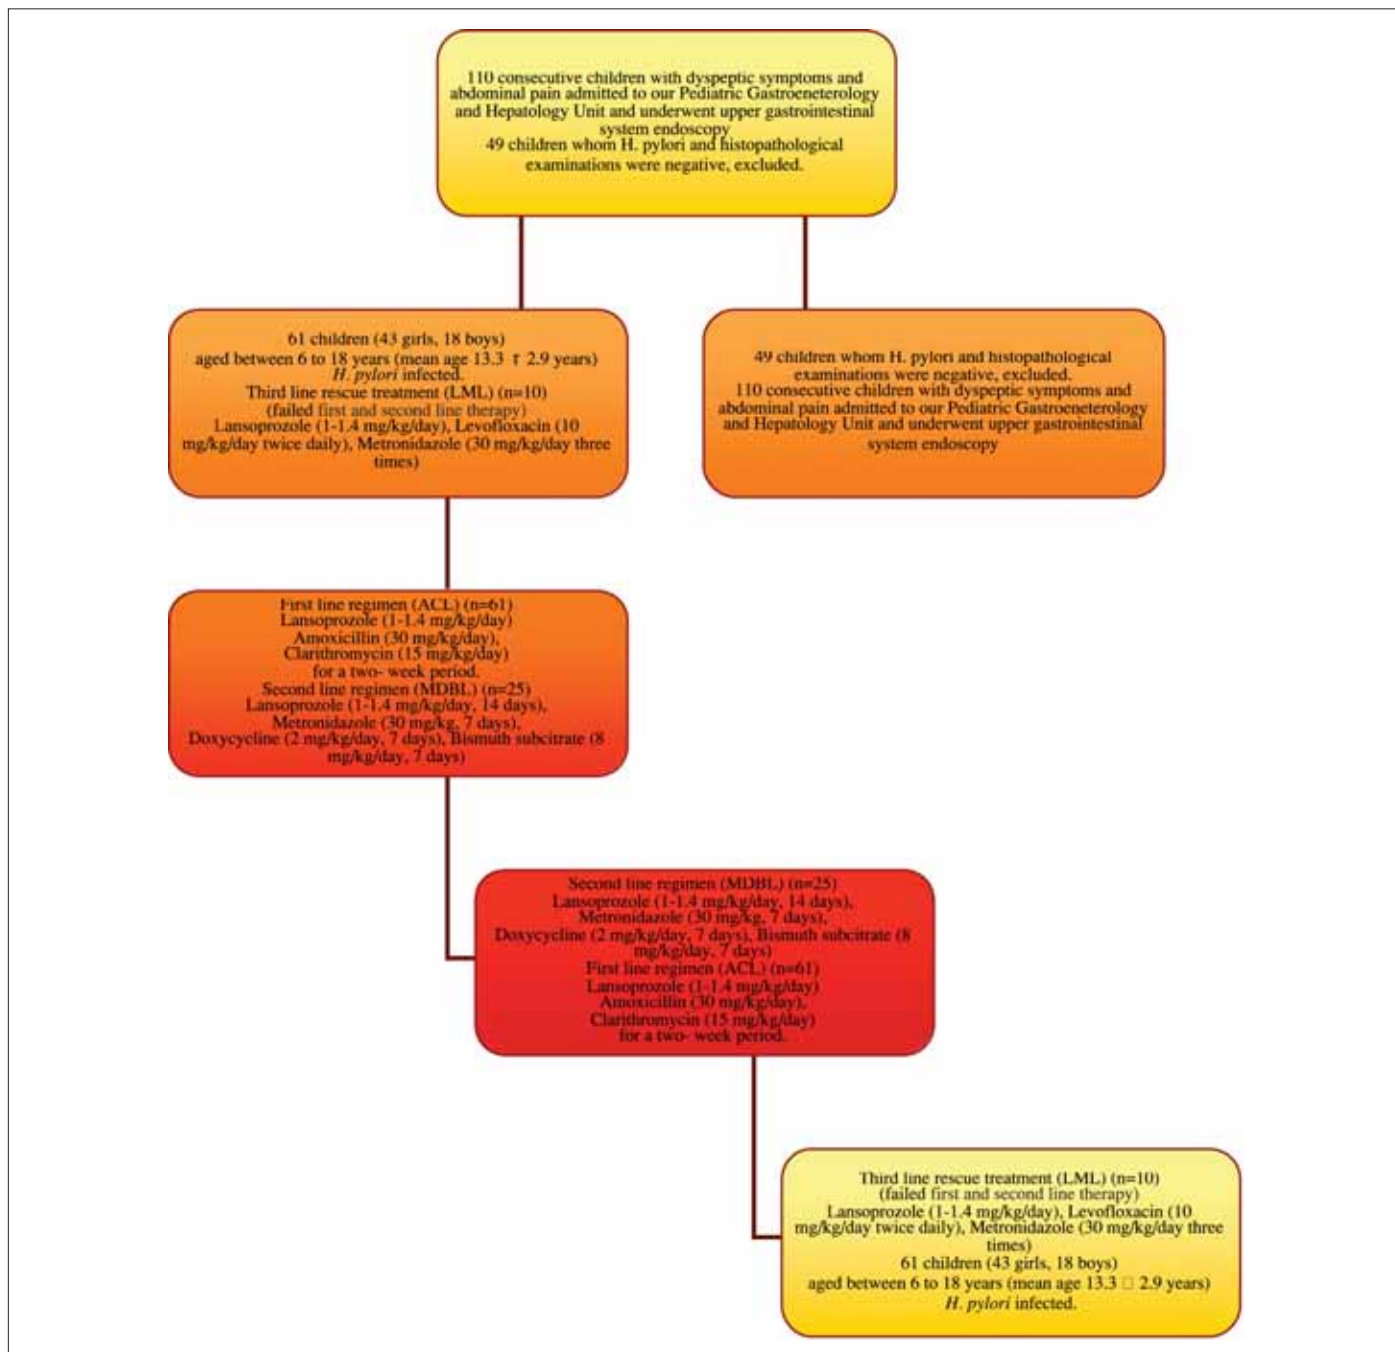 110 consecutive children with dyspeptic symptoms and
abdominal pain admitted to our Pediatric Gastroeneterology
and Hepatology Unit and underwent upper gastrointestinal
system endoscopy
49 children whom H. pylori and histopathological
examinations were negative, excluded.
61 children (43 girls, 18 boys)
aged between 6 to 18 years (mean age 13.3 т 2.9 years)
H. pylori infected.
Third line rescue treatment (LML) (n=10)
(failed first and second line therapy)
Lansoprozole (1-1.4 mg/kg/day), Levofloxacin (10
mg/kg/day twice daily), Metronidazole (30 mg/kg/day three
times)
49 children whom H. pylori and histopathological
examinations were negative, excluded.
110 consecutive children with dyspeptic symptoms and
abdominal pain admitted to our Pediatric Gastroeneterology
and Hepatology Unit and underwent upper gastrointestinal
system endoscopy
First line regimen (ACL) (n=61)
Lansoprozole (1-1.4 mg/kg/day)
Amoxicillin (30 mg/kg/day),
Clarithromycin (15 mg/kg/day)
for a two- week period.
Second line regimen (MDBL) (n=25)
Lansoprozole (1-1.4 mg/kg/day, 14 days),
Metronidazole (30 mg/kg, 7 days),
Doxycycline (2 mg/kg/day, 7 days), Bismuth subcitrate (8
mg/kg/day, 7 days)
Second line regimen (MDBL) (n=25)
Lansoprozole (1-1.4 mg/kg/day, 14 days),
Metronidazole (30 mg/kg, 7 days),
Doxycycline (2 mg/kg/day, 7 days), Bismuth subcitrate (8
mg/kg/day, 7 days)
First line regimen (ACL) (n=61)
Lansoprozole (1-1.4 mg/kg/day)
Amoxicillin (30 mg/kg/day),
Clarithromycin (15 mg/kg/day)
for a two- week period.
Third line rescue treatment (LML) (n=10)
(failed first and second line therapy)
Lansoprozole (1-1.4 mg/kg/day), Levofloxacin (10
mg/kg/day twice daily), Metronidazole (30 mg/kg/day three
times)
61 children (43 girls, 18 boys)
aged between 6 to 18 years (mean age 13.3 □ 2.9 years)
H. pylori infected.